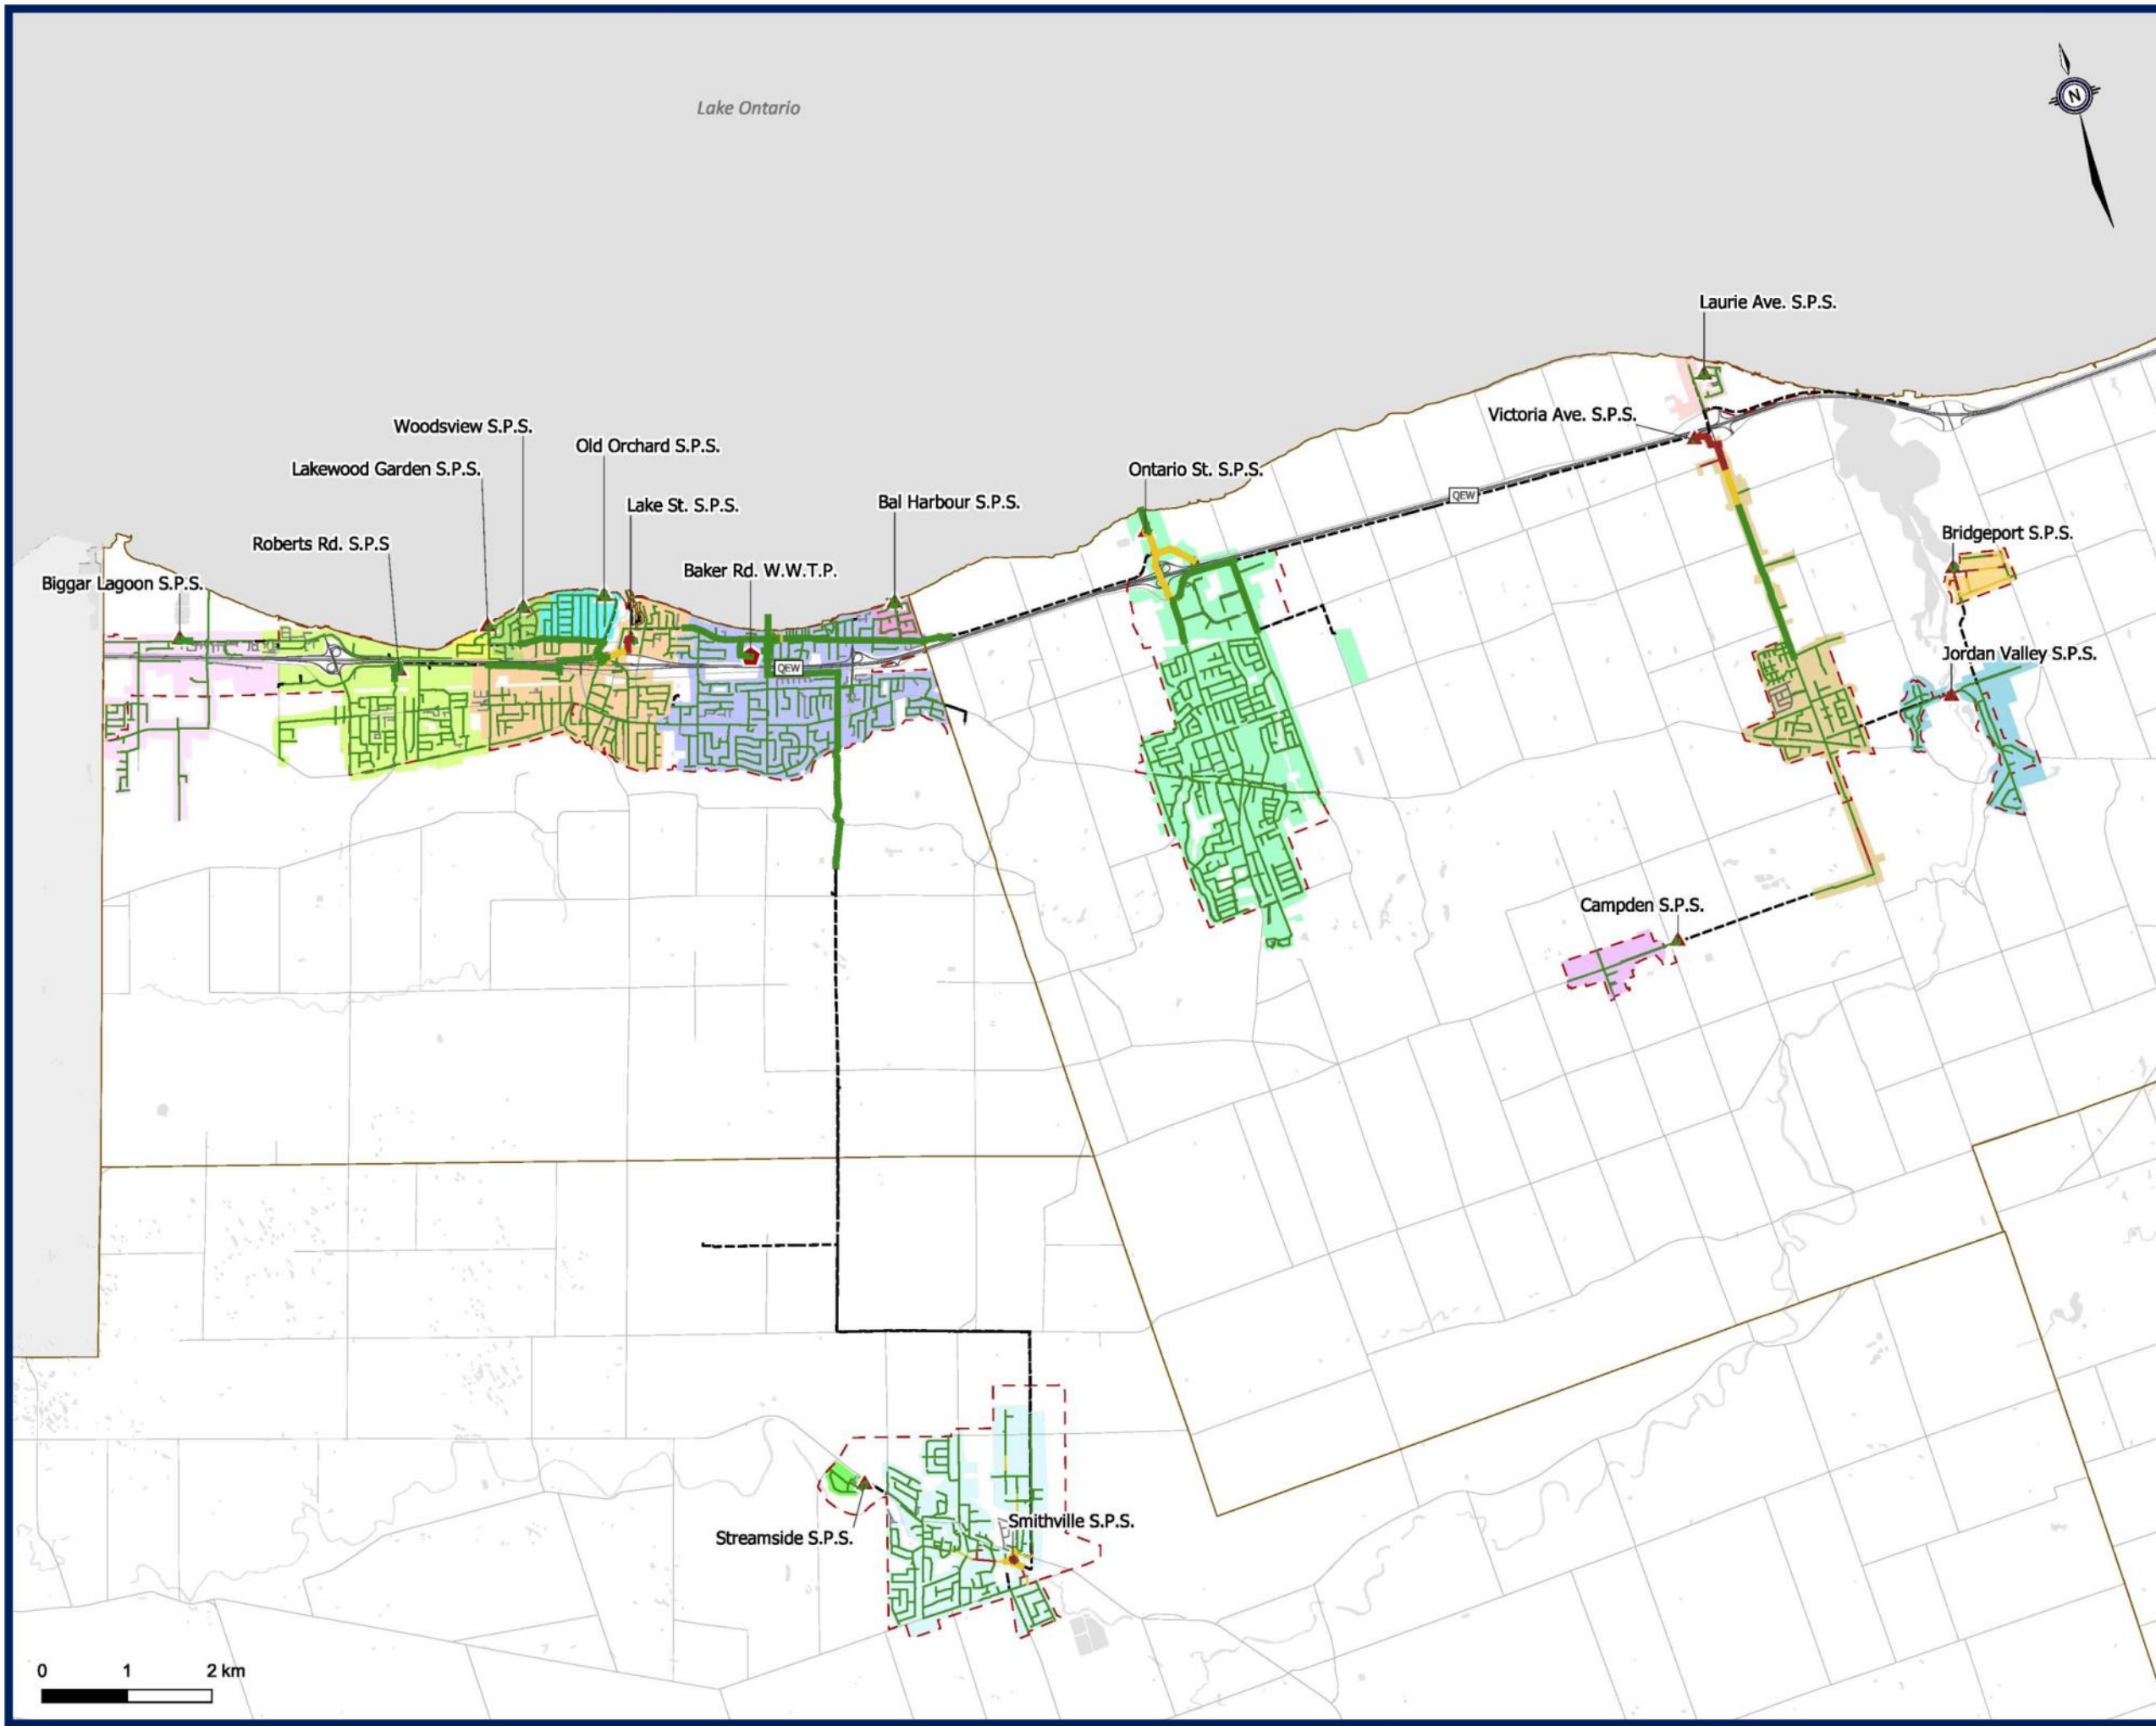 N
Lake Ontario
Laurie Ave. S.P.S.
Victoria Ave. S.P.S.
Woodsview S.P.S.
Old Orchard S.P.S.
Lakewood Garden S.P.S.
Ontario St. S.P.S.
QEW
Lake St. S.P.S.
Bal Harbour S.P.S.
Roberts Rd. S.P.S
Bridgeport S.P.S.
Baker Rd. W.W.T.P.
Biggar Lagoon S.P.S.
Jordan Valley S.P.S.
QEW
Campden S.P.S.
Smithville S.P.S.
Streamside S.P.S.
0 1 2 km